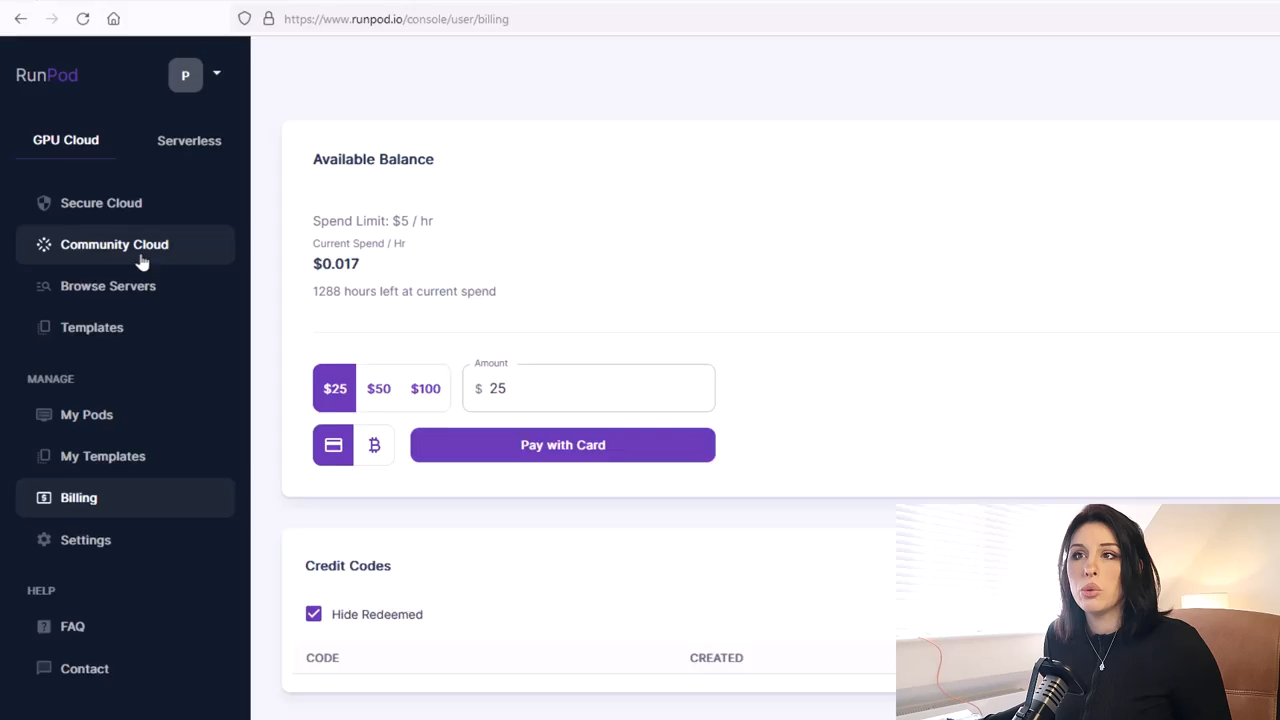 https://www.runpod.io/console/user/billing
RunPod
P
GPU Cloud
Serverless
Secure Cloud
Community Cloud
Browse Servers
Templates
MANAGE
My Pods
My Templates
Billing
Settings
HELP
FAQ
Contact
Available Balance
Spend Limit: $5 / hr
Current Spend / Hr
$0.017
1288 hours left at current spend
$25 $50 $100
Amount
$ 25
Pay with Card
Credit Codes
Hide Redeemed
CODE CREATED